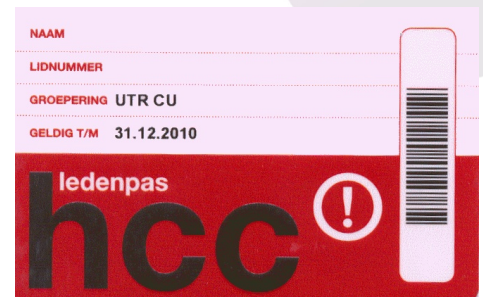 NAAM
LIDNUMMER
GROEPERING UTR CU
GELDIG T/M 31.12.2010
ledenpas
hcc!